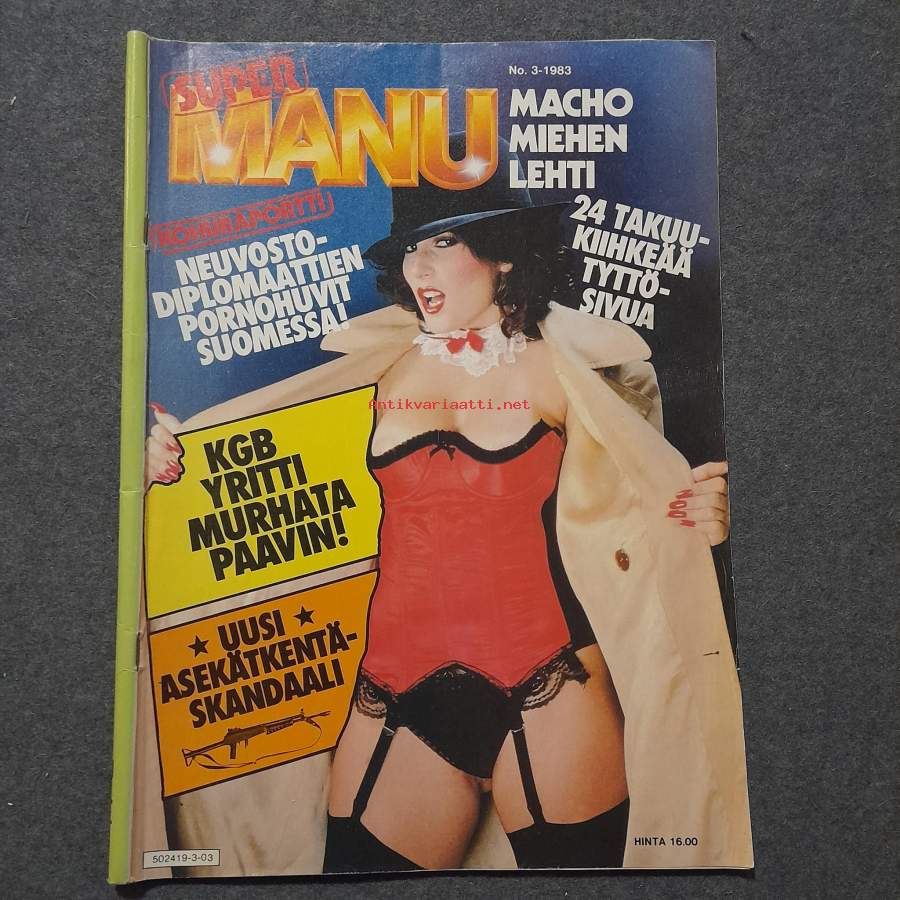 SUPER
MANU
No. 3-1983
MACHO
MIEHEN
LEHTI
KOHURAPORTTI
NEUVOSTO-
DIPLOMAATTIEN
PORNOHUVIT
SUOMESSA!
24 TAKUU-
KIIHKEÄÄ
TYTTÖ-
SIVUA
Antikvariaatti.net
KGB
YRITTI
MURHATA
PAAVIN!
★ UUSI ★
ASEKÄTKENTÄ-
SKANDAALI
HINTA 16.00
502419-3-03